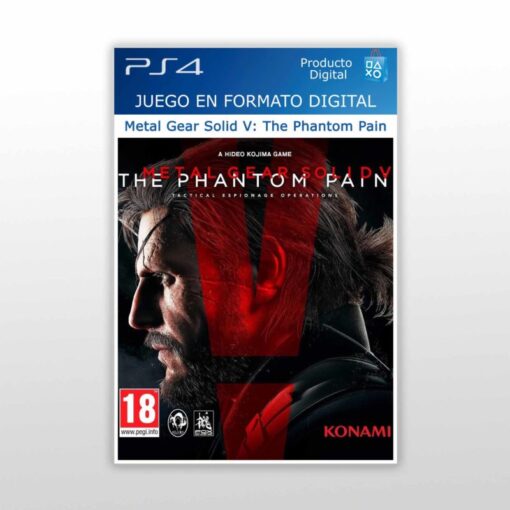 PS4
Producto
Digital
JUEGO EN FORMATO DIGITAL
Metal Gear Solid V: The Phantom Pain
A HIDEO KOJIMA GAME
METAL GEAR SOLID V
THE PHANTOM PAIN
TACTICAL ESPIONAGE OPERATIONS
18
www.pegi.info
KONAMI